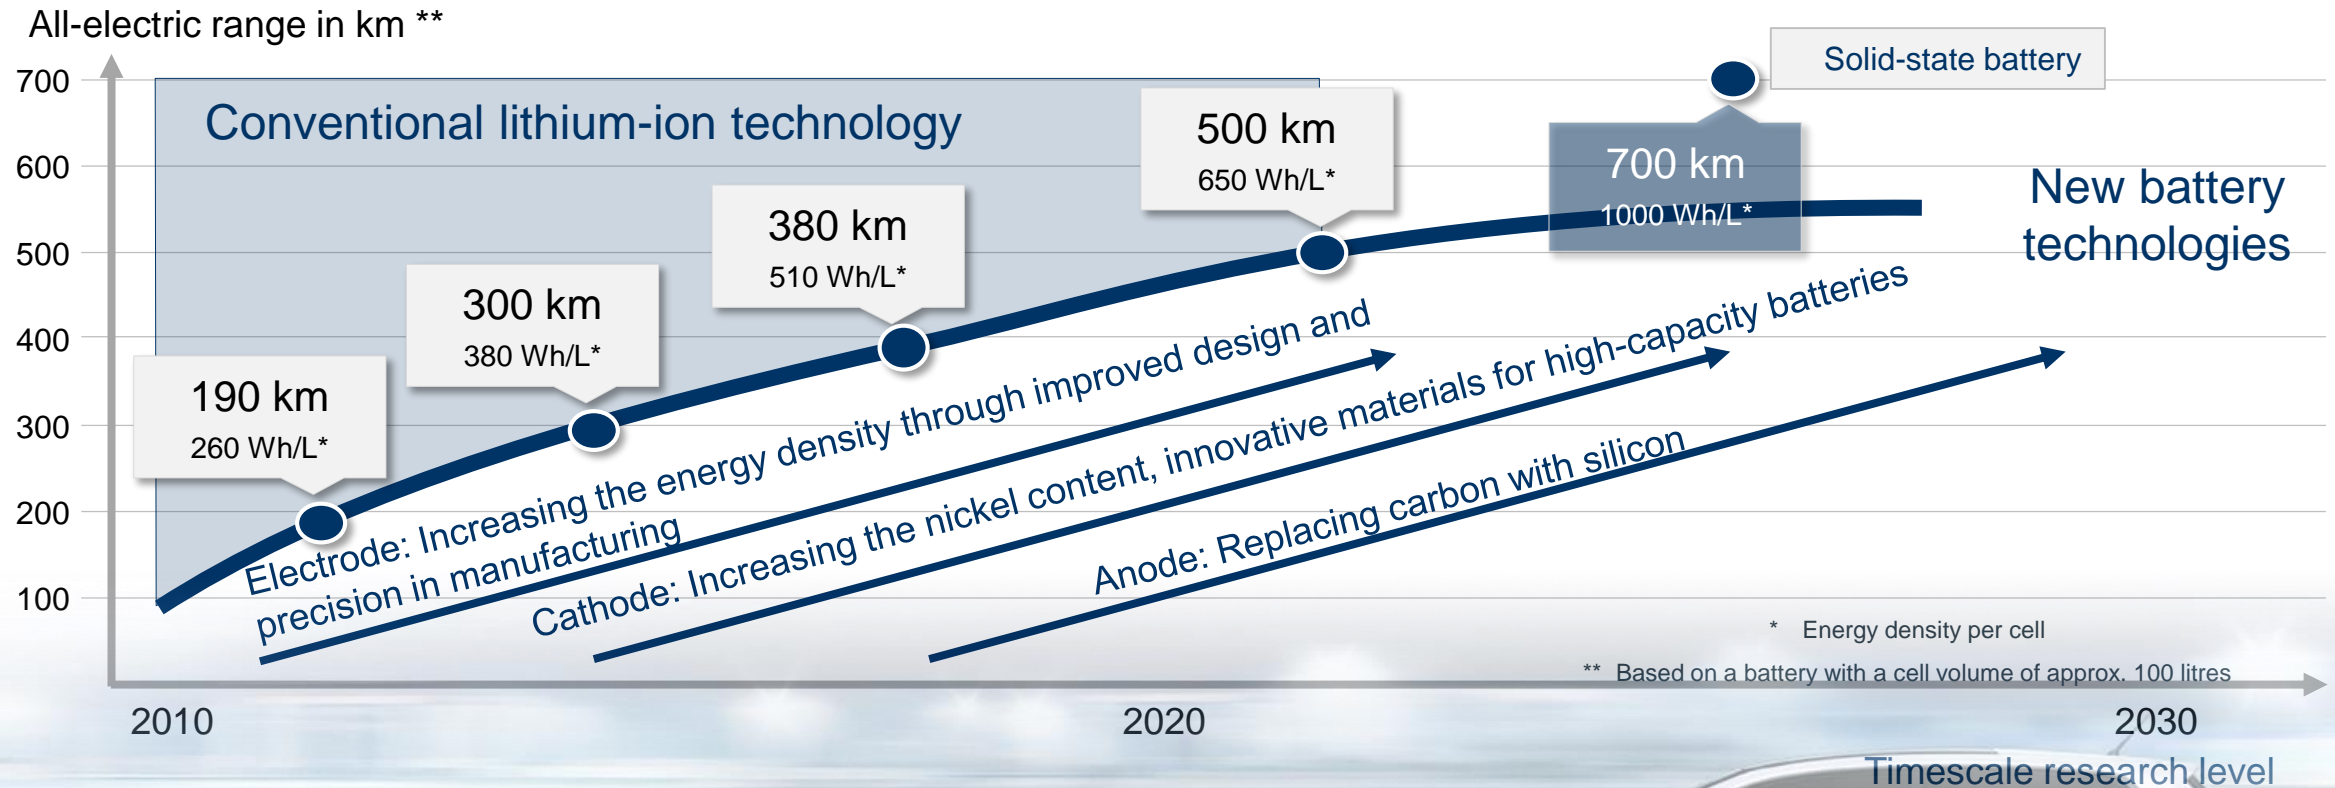 All-electric range in km **
700
600
500
400
300
200
100
Conventional lithium-ion technology
190 km
260 Wh/L*
300 km
380 Wh/L*
380 km
510 Wh/L*
500 km
650 Wh/L*
700 km
1000 Wh/L*
Solid-state battery
New battery
technologies
Electrode: Increasing the energy density through improved design and
precision in manufacturing
Cathode: Increasing the nickel content, innovative materials for high-capacity batteries
Anode: Replacing carbon with silicon
* Energy density per cell
** Based on a battery with a cell volume of approx. 100 litres
2010
2020
2030
Timescale research level